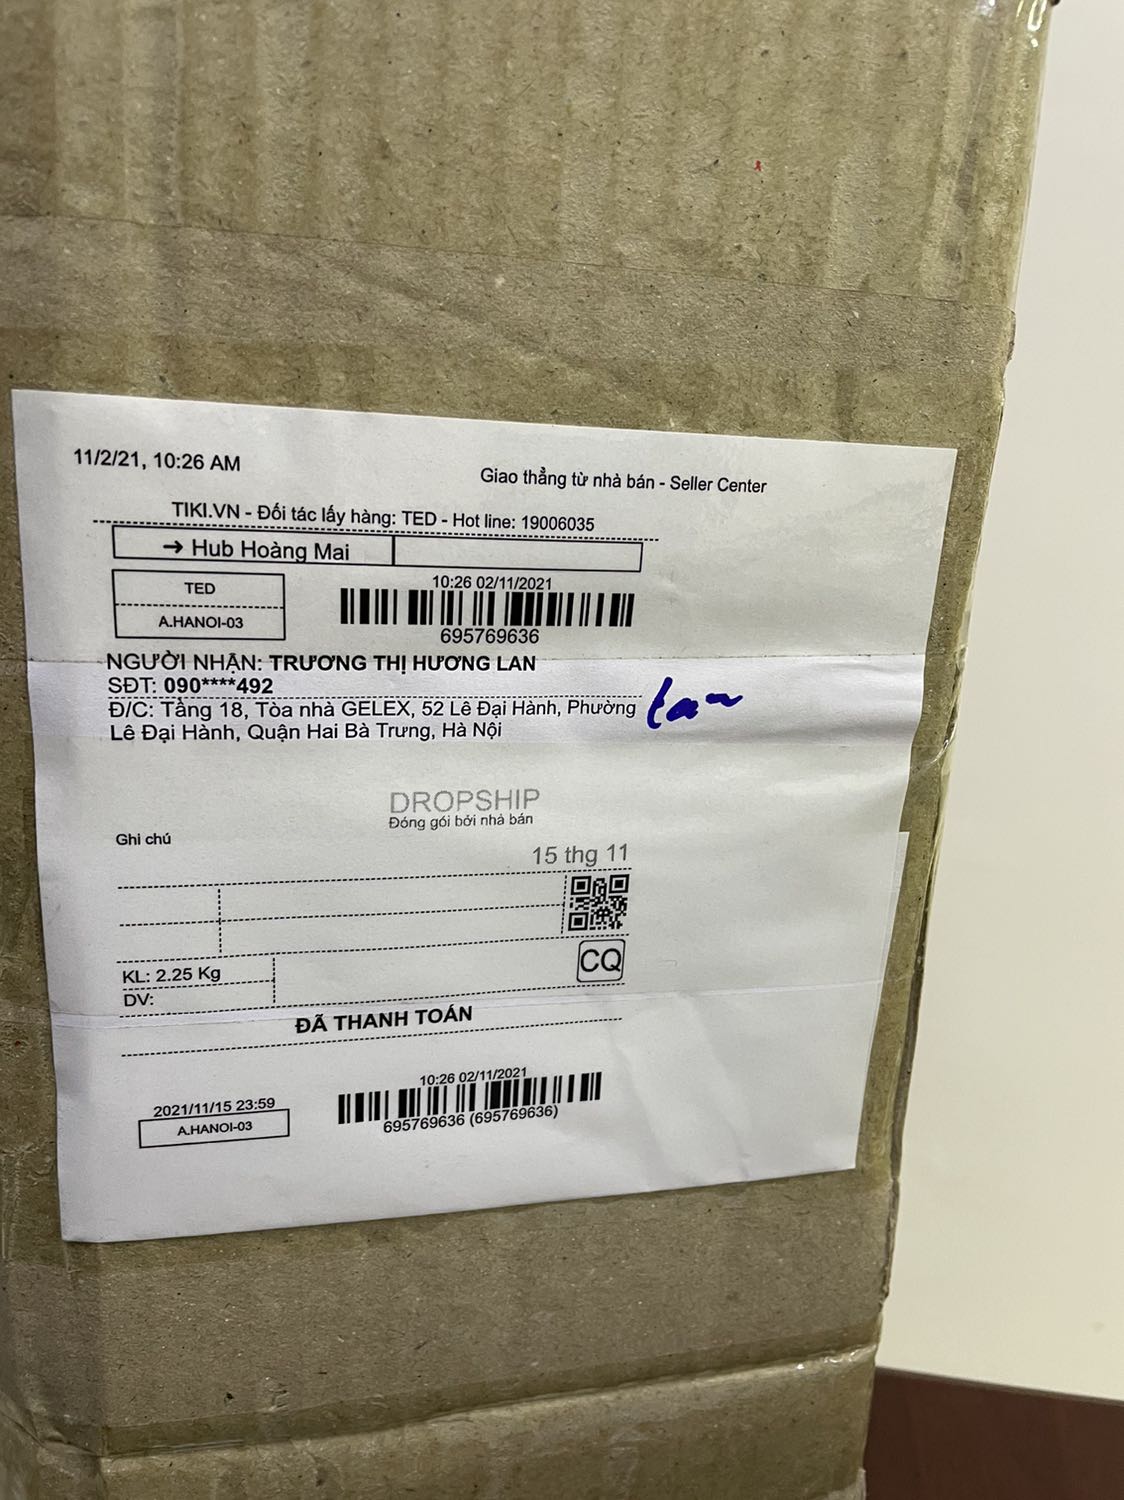 11/2/21, 10:26 AM
Giao thẳng từ nhà bán - Seller Center
TIKI.VN - Đối tác lấy hàng: TED - Hot line: 19006035
→ Hub Hoàng Mai
TED
A.HANOI-03
10:26 02/11/2021
695769636
NGƯỜI NHẬN: TRƯƠNG THỊ HƯƠNG LAN
SĐT: 090****492
Đ/C: Tầng 18, Tòa nhà GELEX, 52 Lê Đại Hành, Phường
Lê Đại Hành, Quận Hai Bà Trưng, Hà Nội
Lan
DROPSHIP
Đóng gói bởi nhà bán
Ghi chú
15 thg 11
CQ
KL: 2.25 Kg
DV:
ĐÃ THANH TOÁN
10:26 02/11/2021
695769636 (695769636)
2021/11/15 23:59
A.HANOI-03